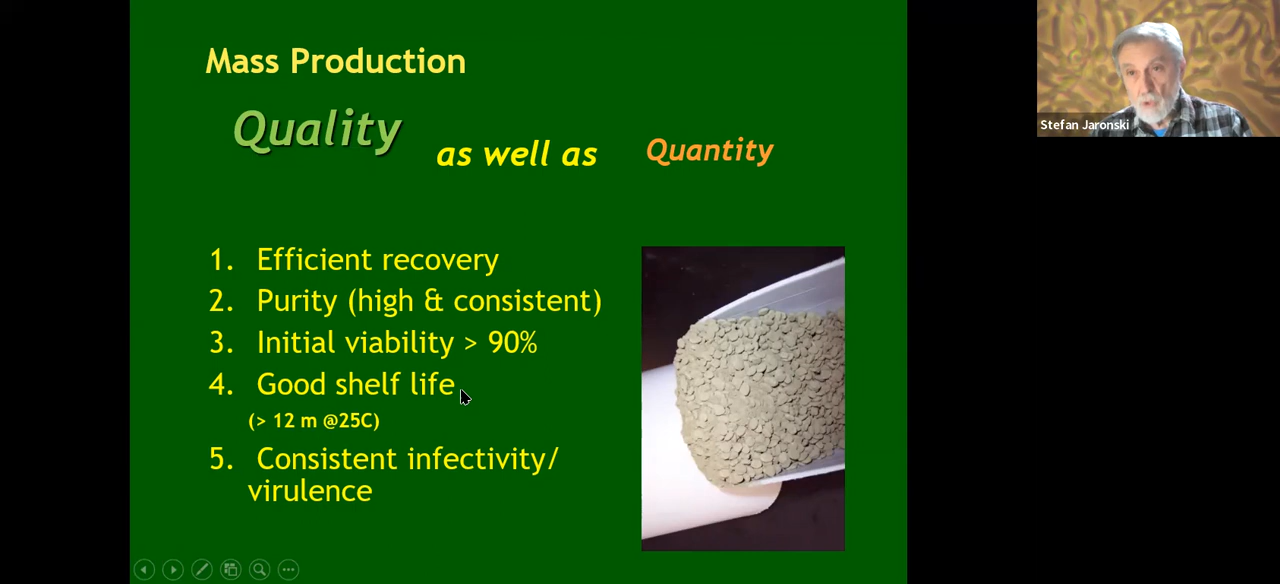 Mass Production
Quality as well as Quantity
1. Efficient recovery
2. Purity (high & consistent)
3. Initial viability > 90%
4. Good shelf life
(> 12 m @25C)
5. Consistent infectivity/
virulence
Stefan Jaronski